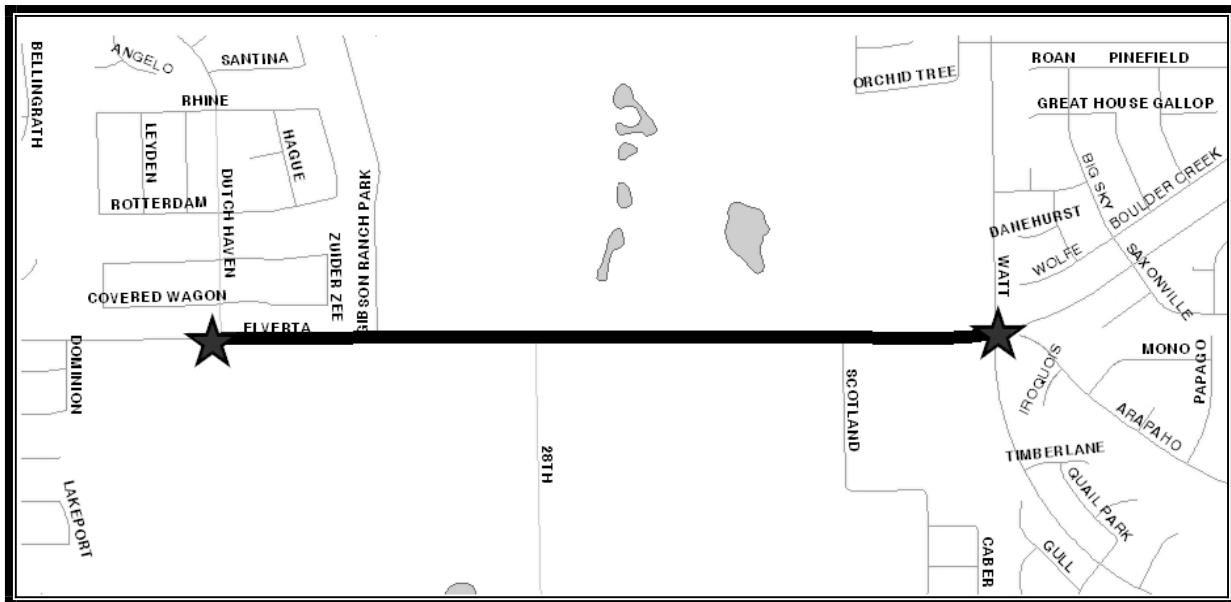 BELLINGRATH
ANGELO
SANTINA
RHINE
LEYDEN
HAGUE
ROTTERDAM
DUTCH HAVEN
GIBSON RANCH PARK
ZUIDER ZEE
COVERED WAGON
ELVERTA
DOMINION
LAKEPORT
28TH
SCOTLAND
CABER
ORCHID TREE
ROAN
PINEFIELD
GREAT HOUSE GALLOP
BIG SKY
BOULDER CREEK
DANEHURST
WOLFE
WATT
SAXONVILLE
IROQUOIS
MONO
PAPAGO
ARAPAHO
TIMBERLANE
QUAIL PARK
GULL